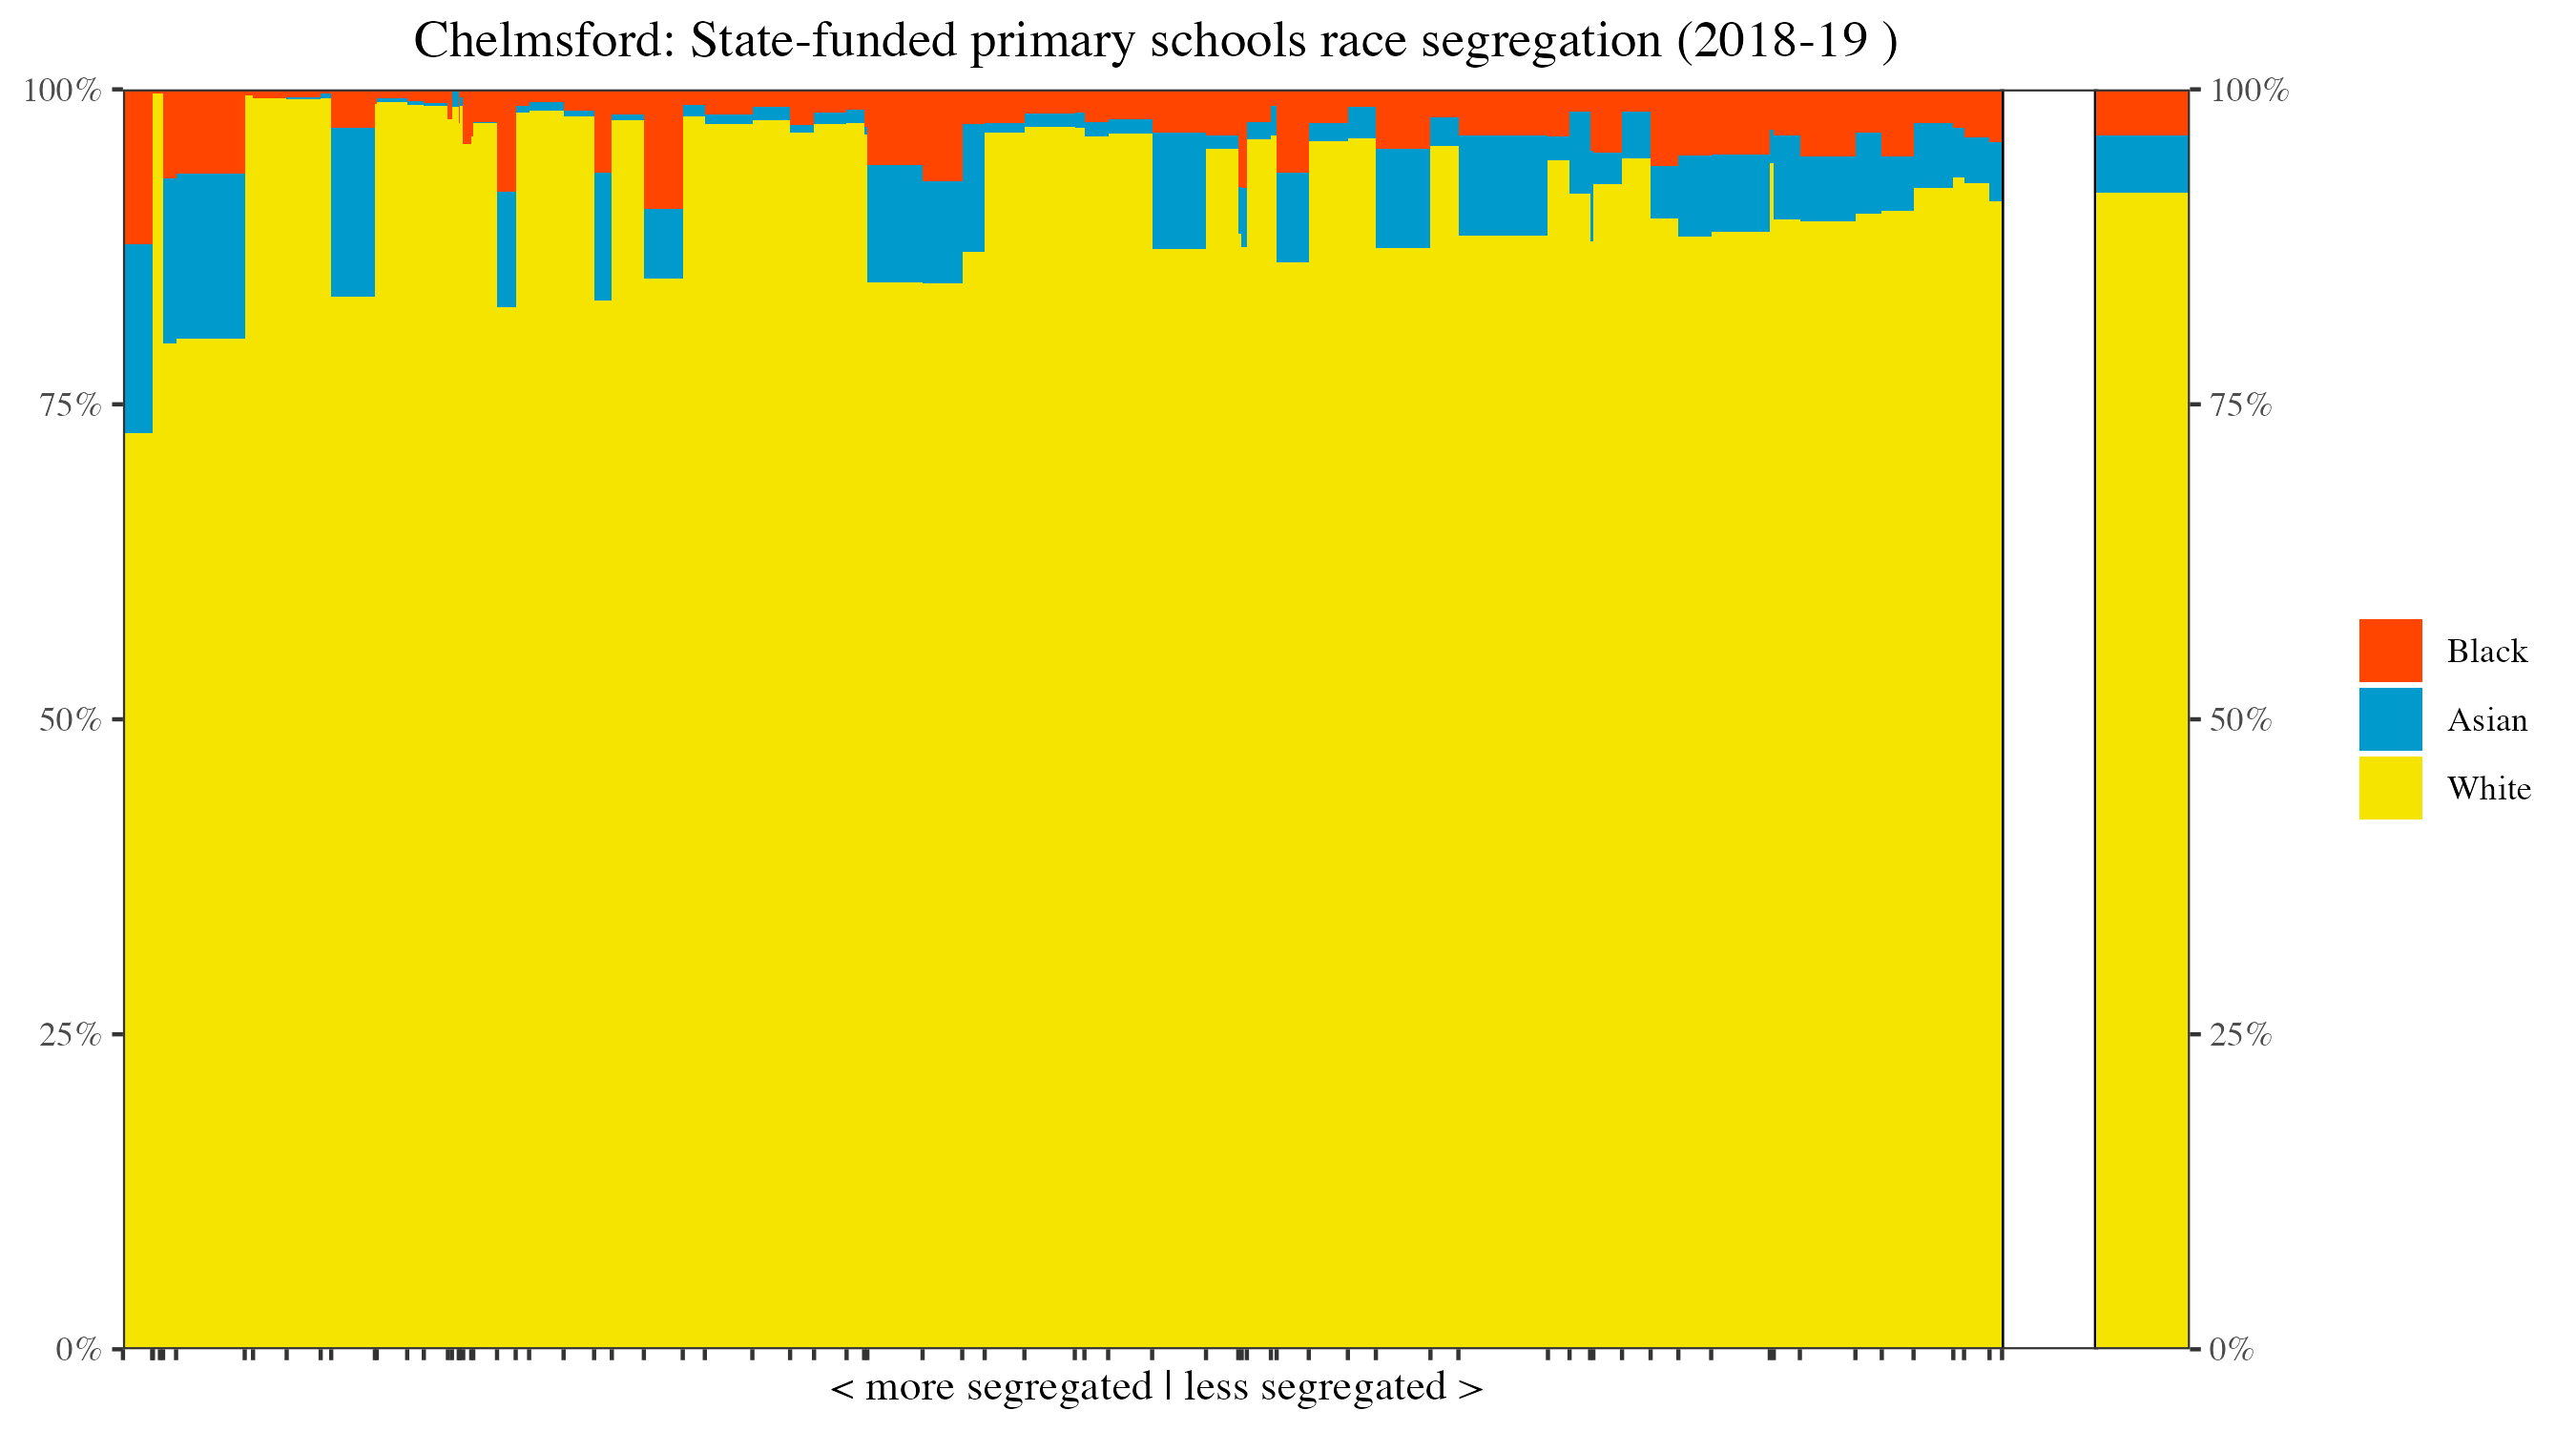 Chelmsford: State-funded primary schools race segregation (2018-19 )
100%
75%
50%
25%
0%
100%
75%
50%
25%
0%
Black
Asian
White
< more segregated | less segregated >